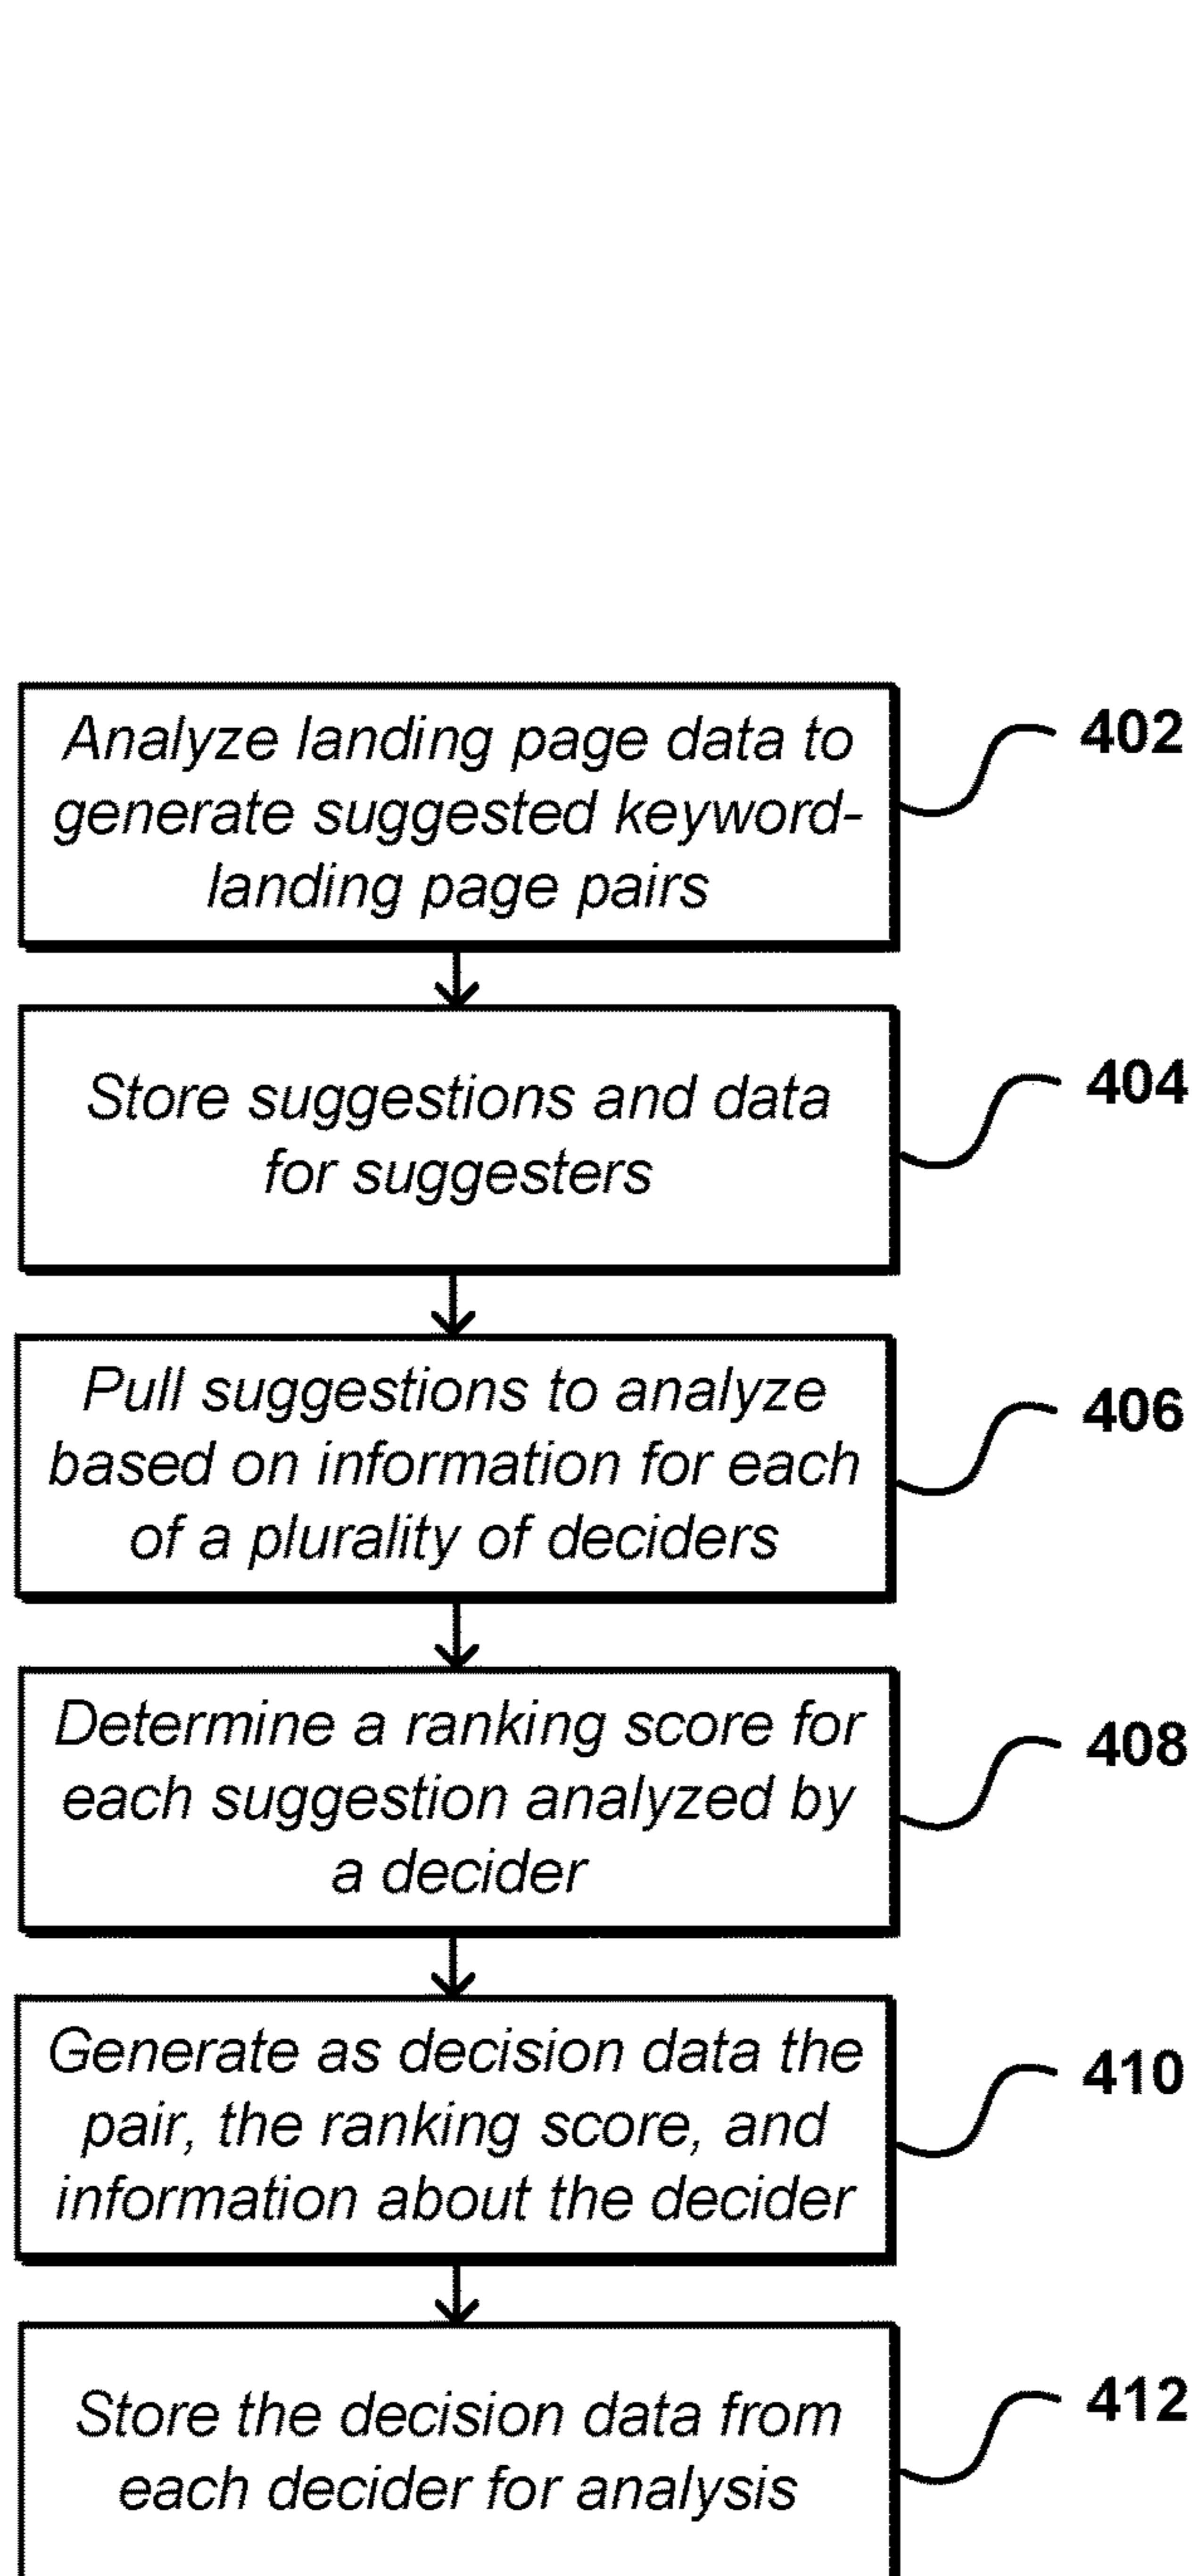 Analyze landing page data to
generate suggested keyword-
landing page pairs
402
Store suggestions and data
for suggesters
404
Pull suggestions to analyze
based on information for each
of a plurality of deciders
406
Determine a ranking score for
each suggestion analyzed by
a decider
408
Generate as decision data the
pair, the ranking score, and
information about the decider
410
Store the decision data from
each decider for analysis
412